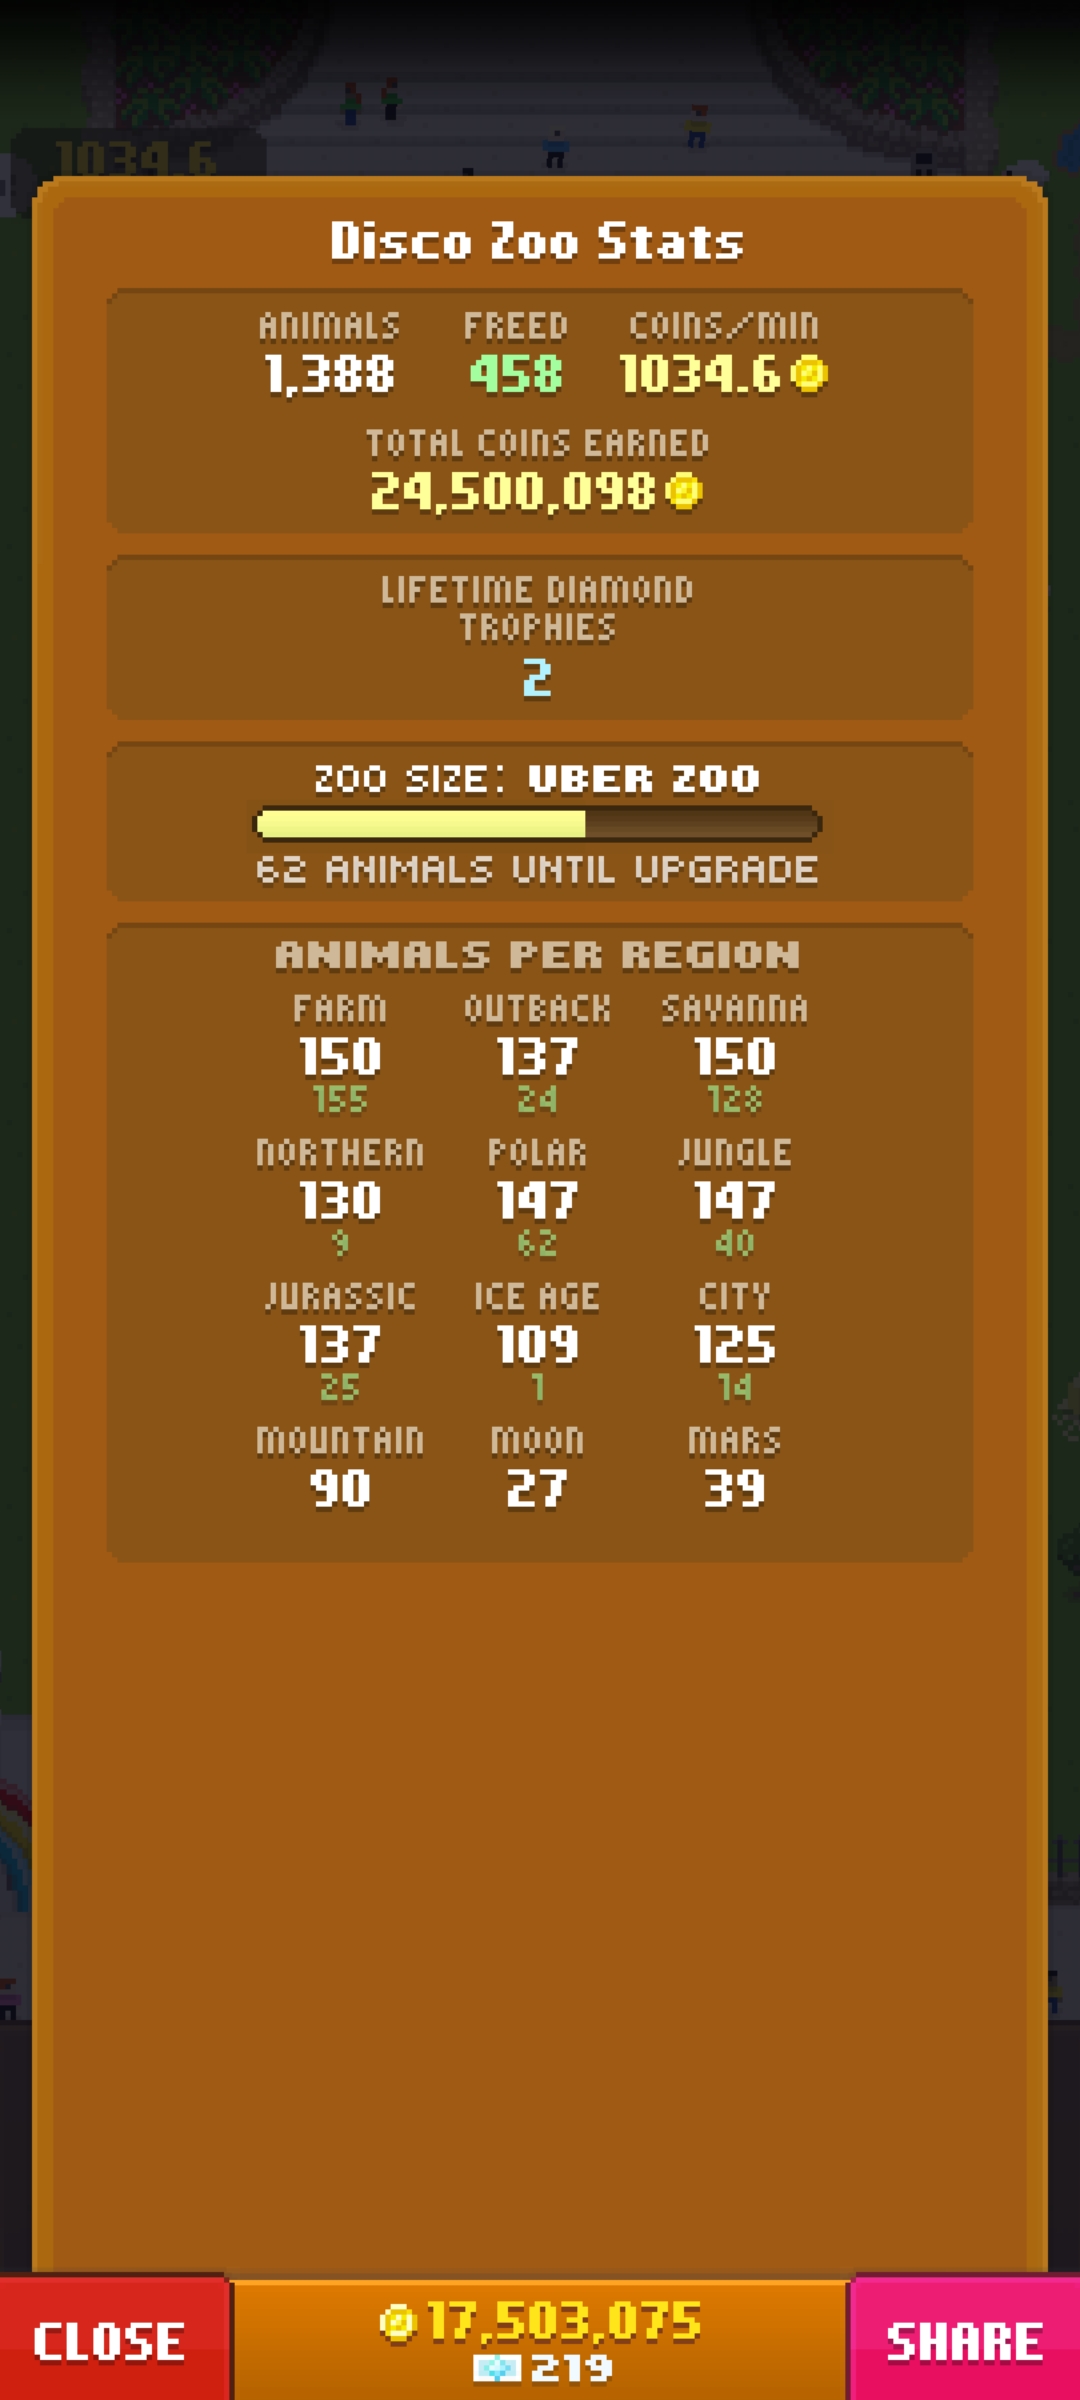 1034.6
Disco Zoo Stats
ANIMALS FREED COINS/MIN
1,388 458 1034.6
TOTAL COINS EARNED
24,500,098
LIFETIME DIAMOND
TROPHIES
2
ZOO SIZE: UBER ZOO
62 ANIMALS UNTIL UPGRADE
ANIMALS PER REGION
FARM OUTBACK SAVANNA
150 137 150
155 24 128
NORTHERN POLAR JUNGLE
130 147 147
9 62 40
JURASSIC ICE AGE CITY
137 109 125
25 1 14
MOUNTAIN MOON MARS
90 27 39
CLOSE 17,503,075 SHARE
219